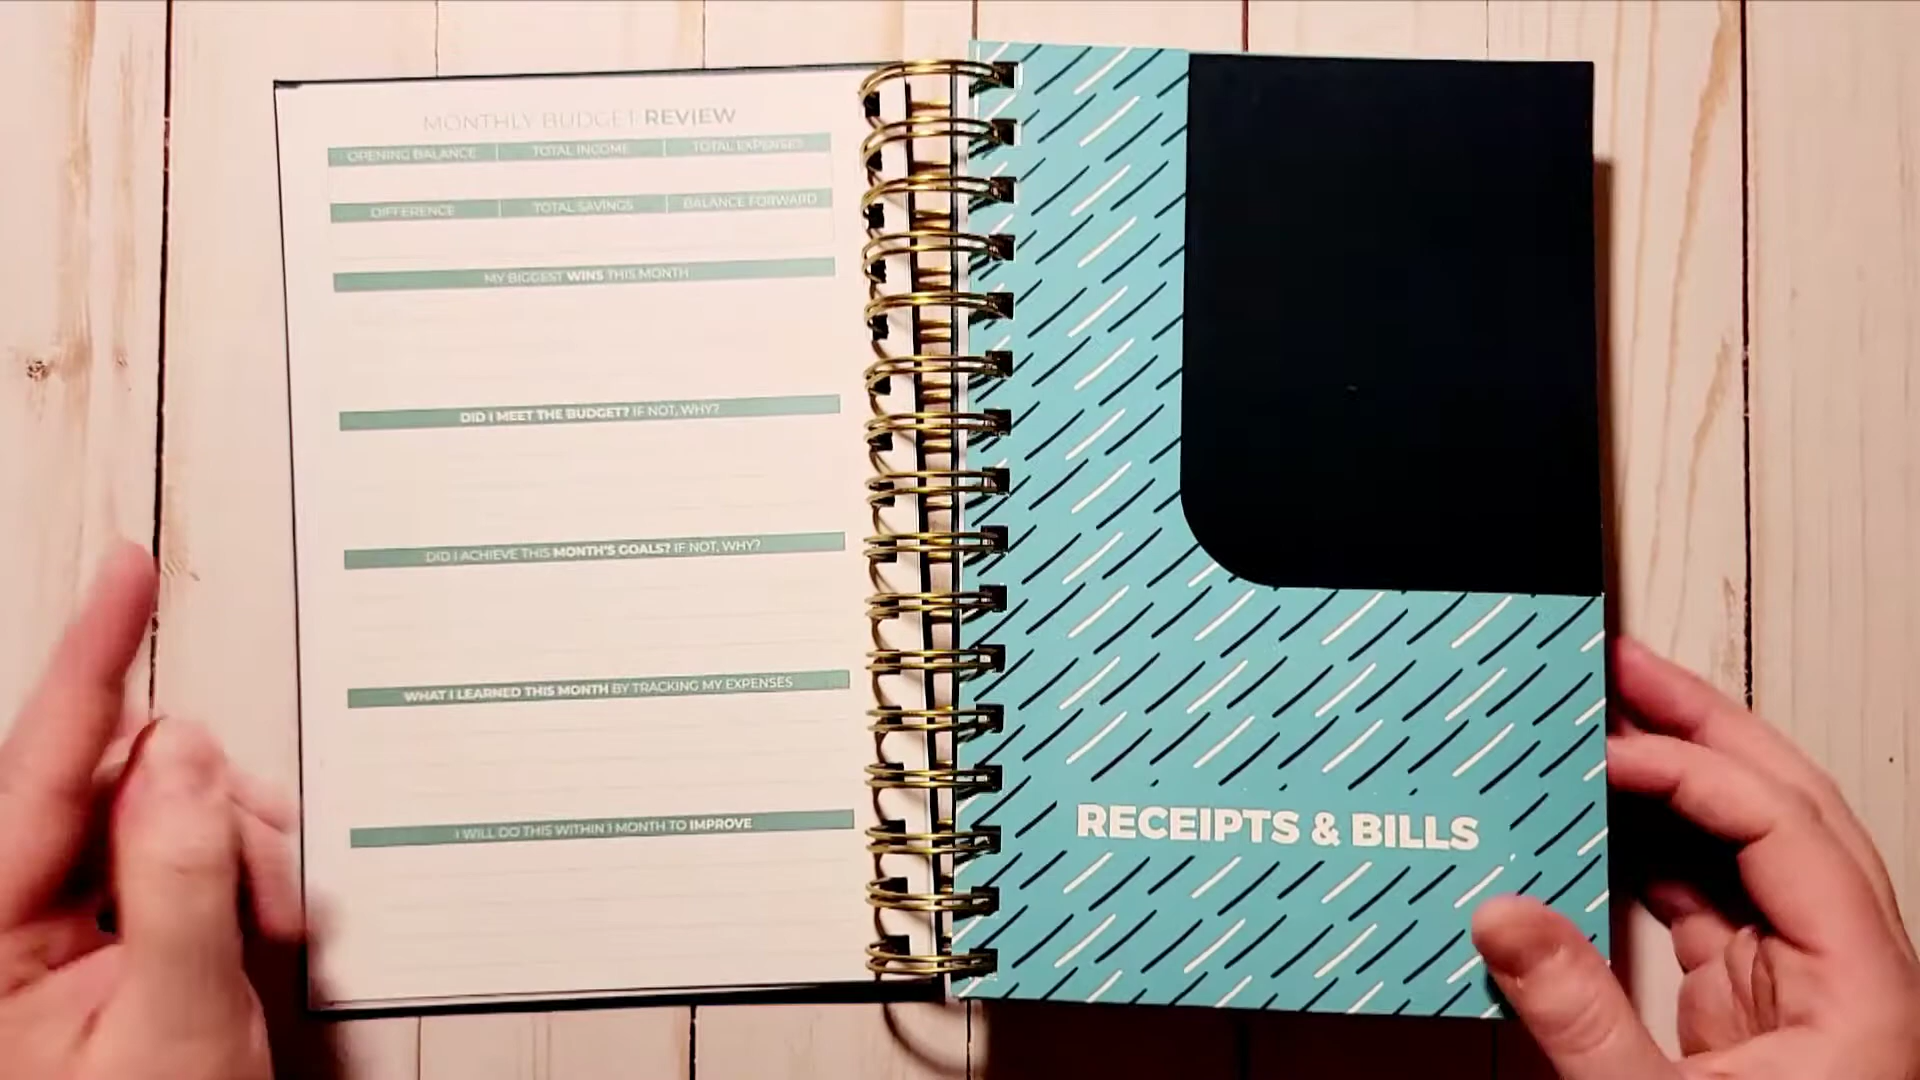 MONTHLY BUDGET REVIEW
OPENING BALANCE TOTAL INCOME TOTAL EXPENSES
DIFFERENCE TOTAL SAVINGS BALANCE FORWARD
MY BIGGEST WINS THIS MONTH
DID I MEET THE BUDGET? IF NOT, WHY?
DID I ACHIEVE THIS MONTH'S GOALS? IF NOT, WHY?
WHAT I LEARNED THIS MONTH BY TRACKING MY EXPENSES
I WILL DO THIS WITHIN 1 MONTH TO IMPROVE
RECEIPTS & BILLS